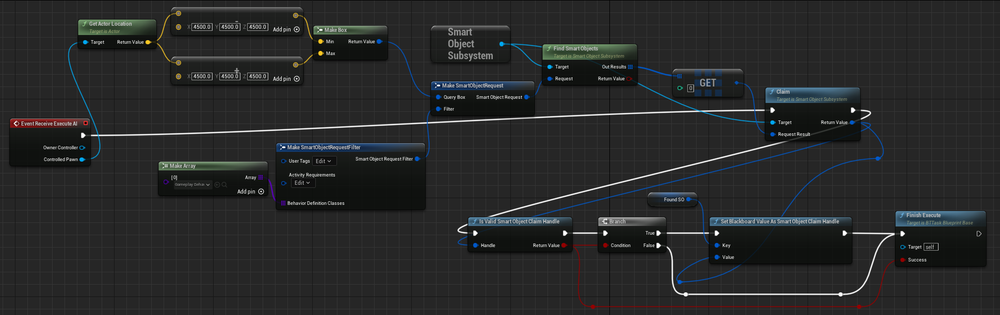 Get Actor Location
Target is Actor
Target Return Value
X 4500.0 Y 4500.0 Z 4500.0 Add pin
-
X 4500.0 Y 4500.0 Z 4500.0 Add pin
+
Make Box
Min Return Value
Max
Smart
Object
Subsystem
Find Smart Objects
Target is Smart Object Subsystem
Target Out Results
Request Return Value
Make SmartObjectRequest
Query Box Smart Object Request
Filter
GET
0
Claim
Target is Smart Object Subsystem
Target Return Value
Request Result
Event Receive Execute AI
Owner Controller
Controlled Pawn
Make Array
[0] Array
Gameplay Beha
Add pin
Make SmartObjectRequestFilter
User Tags Edit Smart Object Request Filter
Activity Requirements
Edit
Behavior Definition Classes
Found SO
Is Valid Smart Object Claim Handle
Handle Return Value
Branch
True
Condition False
Set Blackboard Value As Smart Object Claim Handle
Key
Value
Finish Execute
Target is BTTask Blueprint Base
Target self
Success